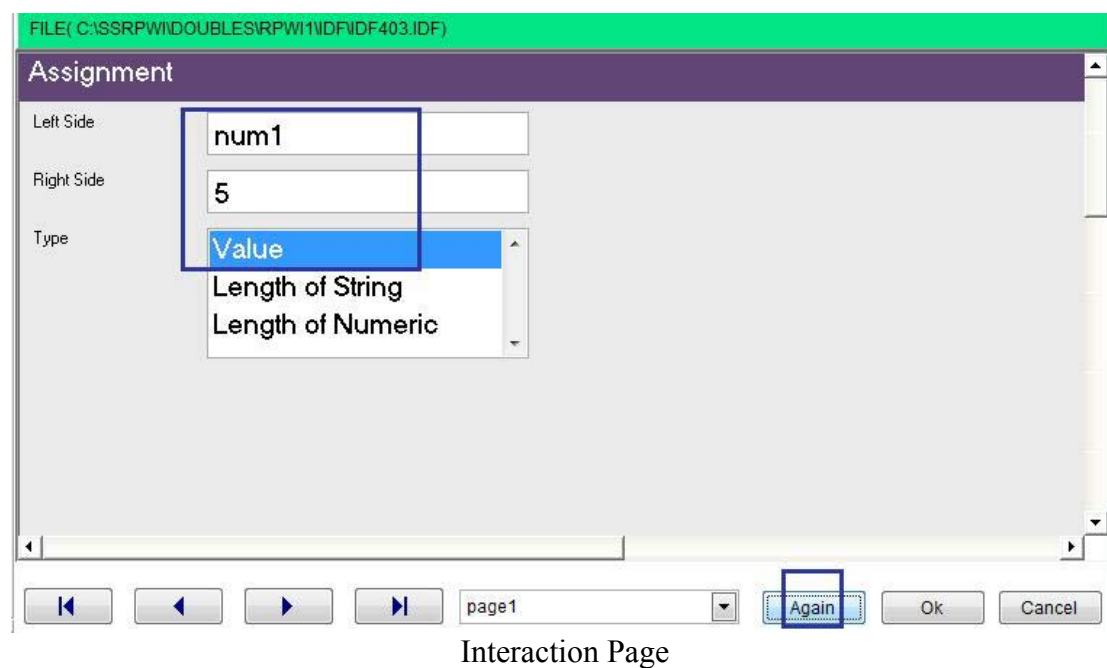 FILE( C:\SSRPWI\DOUBLES\RPWI1\IDF\IDF403.IDF)
Assignment
Left Side
num1
Right Side
5
Type
Value
Length of String
Length of Numeric
page1
Again
Ok
Cancel
Interaction Page